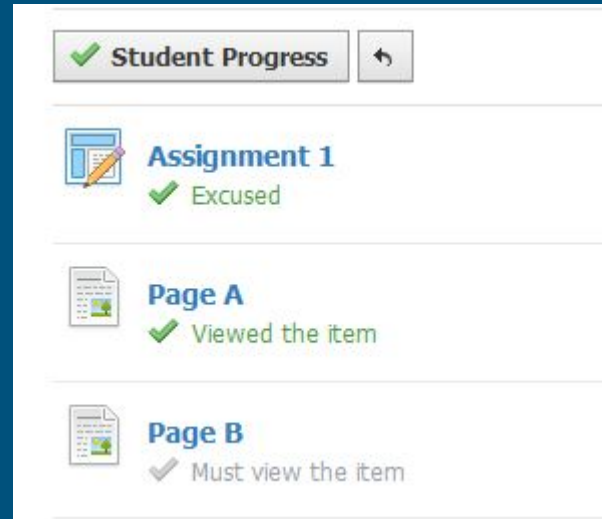 Student Progress
Assignment 1
Excused
Page A
Viewed the item
Page B
Must view the item